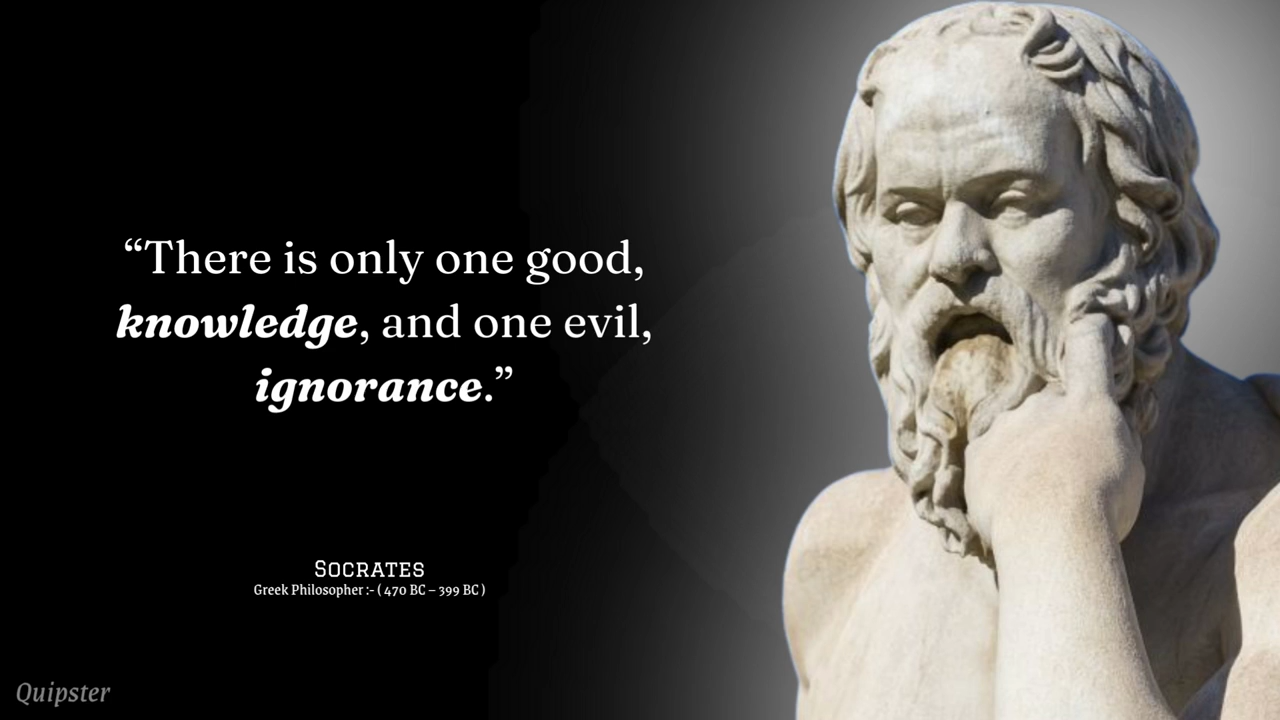 “There is only one good,
knowledge, and one evil,
ignorance.”
Socrates
Greek Philosopher :- ( 470 BC – 399 BC )
Quipster